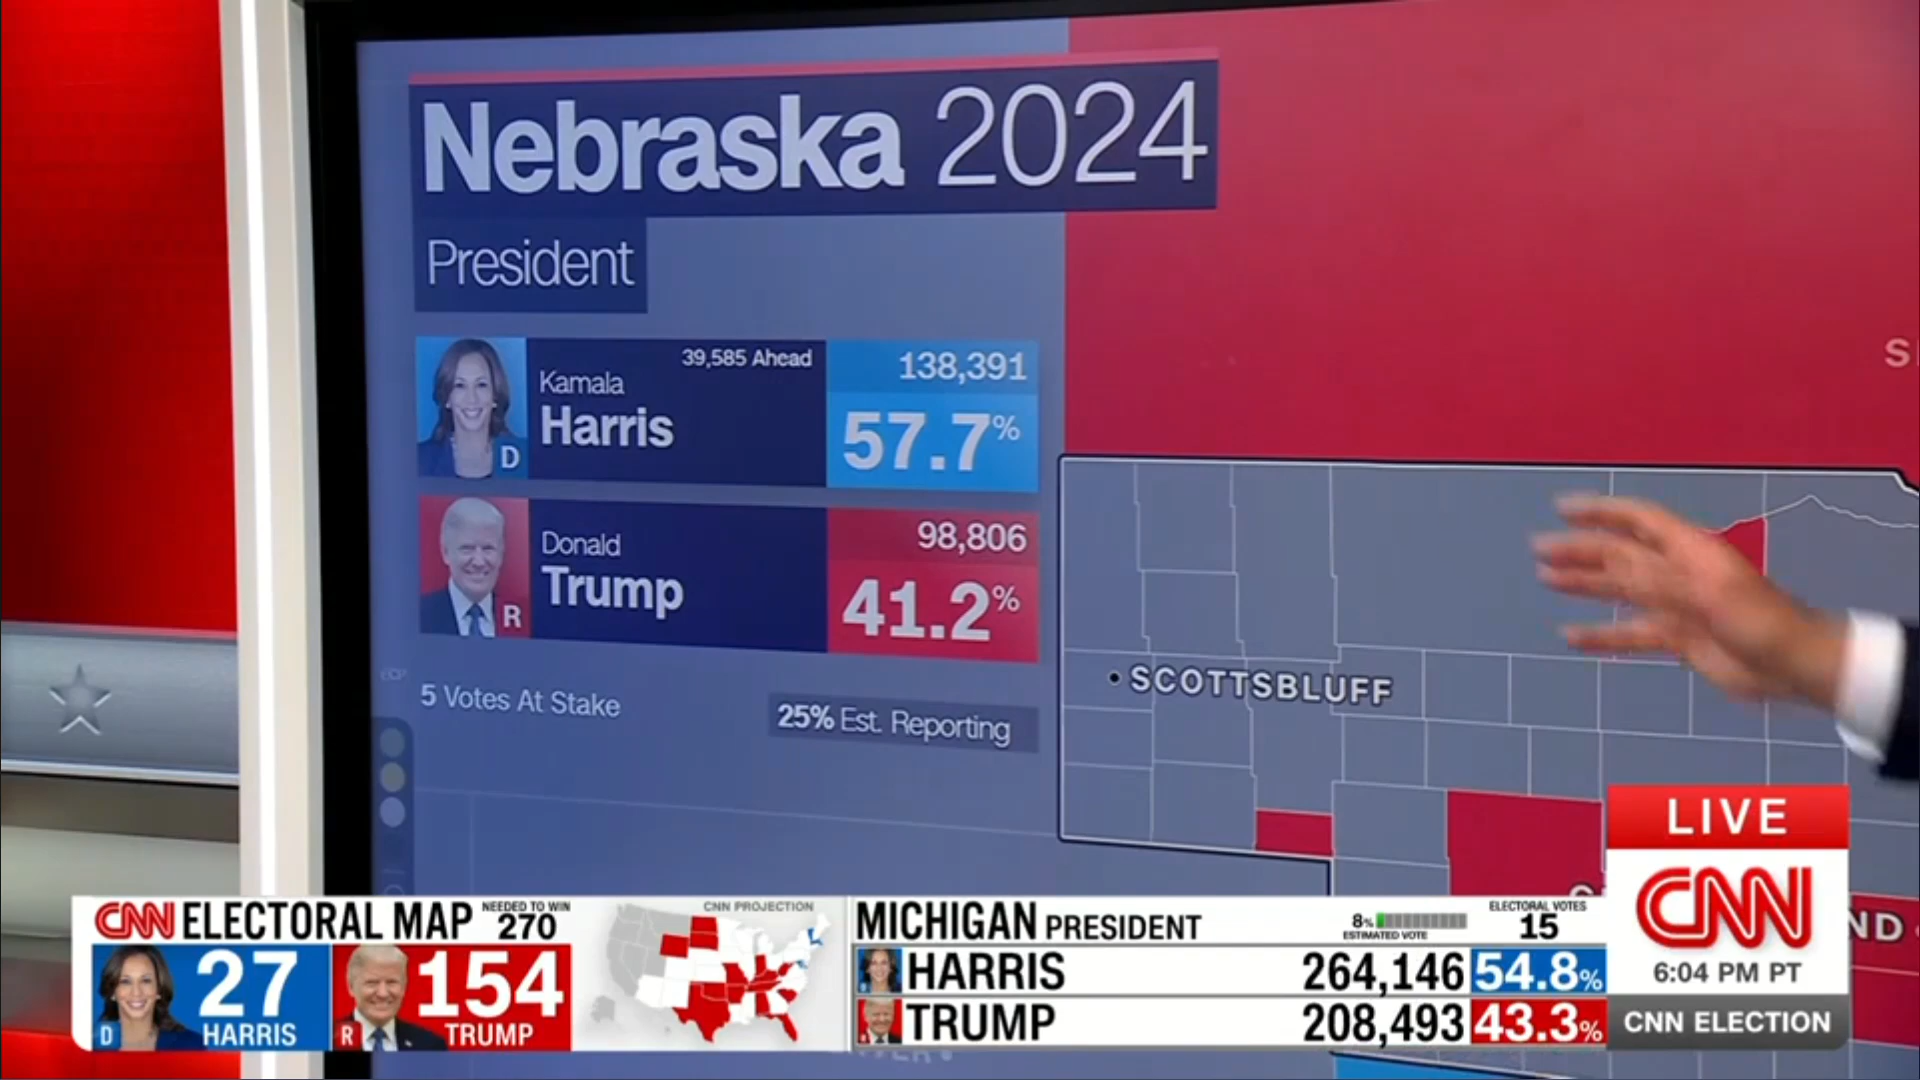 Nebraska 2024
President
39,585 Ahead
138,391
Kamala
Harris
D
57.7%
98,806
Donald
Trump
R
41.2%
5 Votes At Stake
25% Est. Reporting
SCOTTSBLUFF
LIVE
CNN
6:04 PM PT
CNN ELECTION
CNN ELECTORAL MAP NEEDED TO WIN 270
CNN PROJECTION
D 27 HARRIS
R 154 TRUMP
MICHIGAN PRESIDENT
8% ESTIMATED VOTE
ELECTORAL VOTES 15
HARRIS 264,146 54.8%
TRUMP 208,493 43.3%